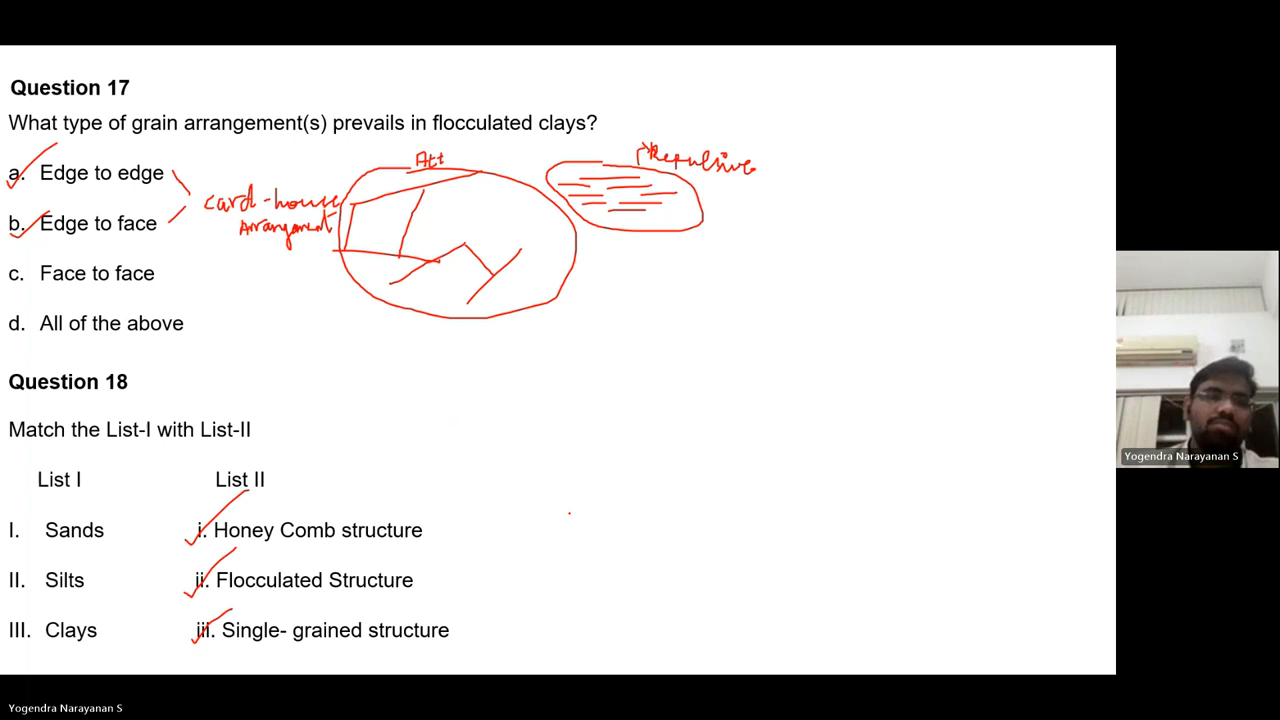 Question 17
What type of grain arrangement(s) prevails in flocculated clays?
Att
Repulsive
a. Edge to edge
card-house
Arrangement
b. Edge to face
c. Face to face
d. All of the above
Question 18
Match the List-I with List-II
List I List II
I. Sands i. Honey Comb structure
II. Silts ii. Flocculated Structure
III. Clays iii. Single- grained structure
Yogendra Narayanan S
Yogendra Narayanan S